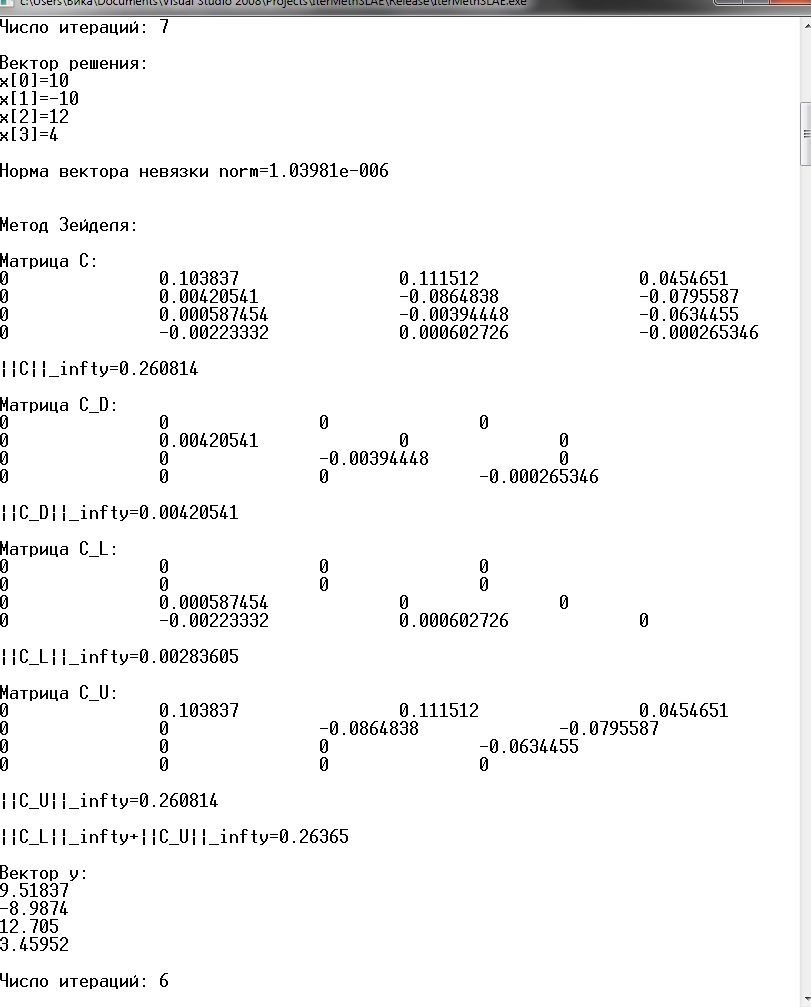 c:\Users\Вика\Documents\Visual Studio 2008\Projects\IterMethSLAE\Release\IterMethSLAE.exe
Число итераций: 7
Вектор решения:
x[0]=10
x[1]=-10
x[2]=12
x[3]=4
Норма вектора невязки norm=1.03981e-006
Метод Зейделя:
Матрица C:
0 0.103837 0.111512 0.0454651
0 0.00420541 -0.0864838 -0.0795587
0 0.000587454 -0.00394448 -0.0634455
0 -0.00223332 0.000602726 -0.000265346
||C||_infty=0.260814
Матрица C_D:
0 0 0 0
0 0.00420541 0 0
0 0 -0.00394448 0
0 0 0 -0.000265346
||C_D||_infty=0.00420541
Матрица C_L:
0 0 0 0
0 0 0 0
0 0.000587454 0 0
0 -0.00223332 0.000602726 0
||C_L||_infty=0.00283605
Матрица C_U:
0 0.103837 0.111512 0.0454651
0 0 -0.0864838 -0.0795587
0 0 0 -0.0634455
0 0 0 0
||C_U||_infty=0.260814
||C_L||_infty+||C_U||_infty=0.26365
Вектор y:
9.51837
-8.9874
12.705
3.45952
Число итераций: 6